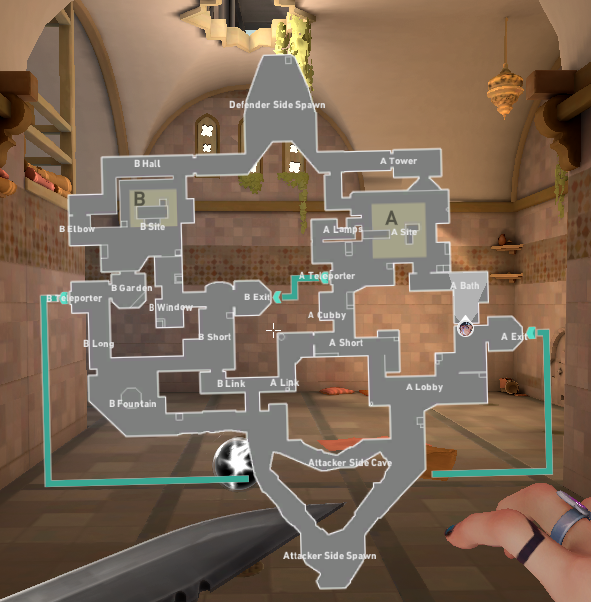 Defender Side Spawn
B Hall
A Tower
B
B Site
A
A Site
B Elbow
A Lamps
A Teleporter
B Garden
A Bath
B Teleporter
B Exit
B Window
A Cubby
B Long
B Short
A Short
A Exit
B Link
A Link
A Lobby
B Fountain
Attacker Side Cave
Attacker Side Spawn